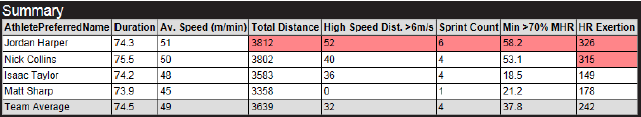 Summary
AthletePreferredName Duration Av. Speed (m/min) Total Distance High Speed Dist. >6m/s Sprint Count Min >70% MHR HR Exertion
Jordan Harper 74.3 51 3812 52 6 58.2 326
Nick Collins 75.5 50 3802 40 4 53.1 315
Isaac Taylor 74.2 48 3583 36 4 18.5 149
Matt Sharp 73.9 45 3358 0 1 21.2 178
Team Average 74.5 49 3639 32 4 37.8 242